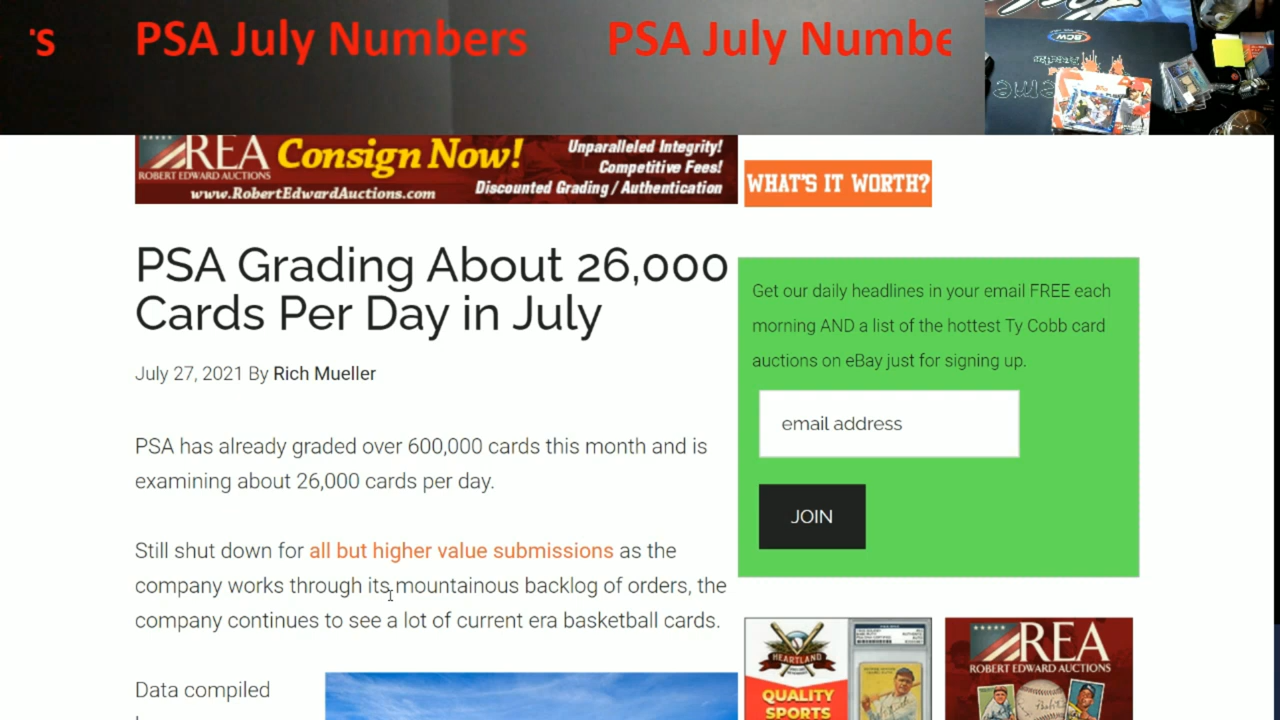 's PSA July Numbers PSA July Numbe
BCW
REA
ROBERT EDWARD AUCTIONS
Consign Now!
www.RobertEdwardAuctions.com
Unparalleled Integrity!
Competitive Fees!
Discounted Grading / Authentication
WHAT'S IT WORTH?
PSA Grading About 26,000
Cards Per Day in July
July 27, 2021 By Rich Mueller
PSA has already graded over 600,000 cards this month and is
examining about 26,000 cards per day.
Still shut down for all but higher value submissions as the
company works through its mountainous backlog of orders, the
company continues to see a lot of current era basketball cards.
Data compiled
Get our daily headlines in your email FREE each
morning AND a list of the hottest Ty Cobb card
auctions on eBay just for signing up.
email address
JOIN
HEARTLAND
QUALITY
SPORTS
REA
ROBERT EDWARD AUCTIONS